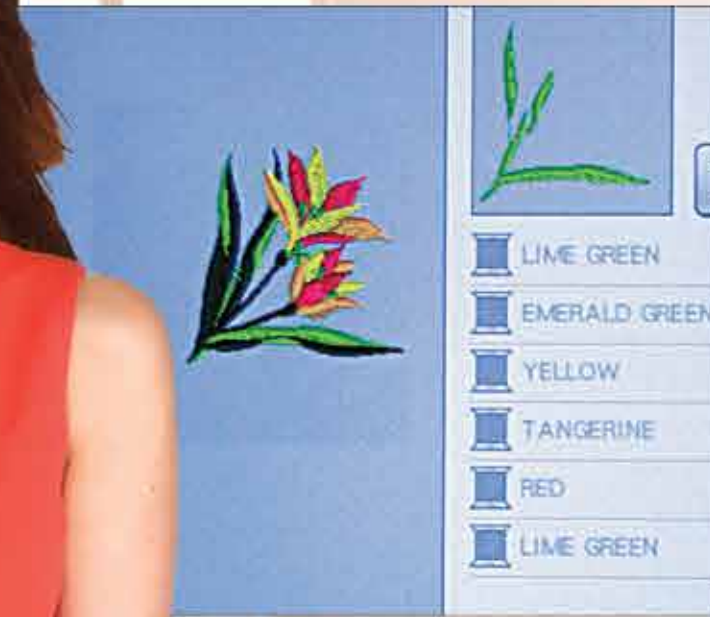 LIME GREEN
EMERALD GREEN
YELLOW
TANGERINE
RED
LIME GREEN